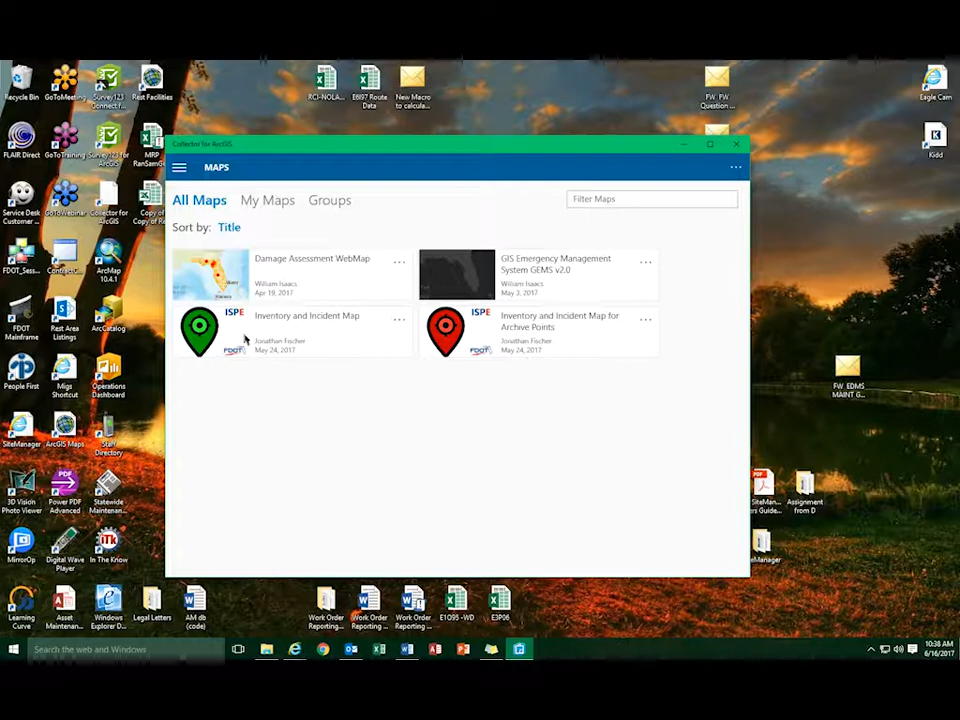 Recycle Bin
GoToMeeting
Survey123
Connect f...
Rest Facilities
FLAIR Direct
GoToTraining
Survey123 for
ArcGIS
MRP
RanSamGe...
Service Desk
Customer ...
GoToWebinar
Collector for
ArcGIS
Copy of
Copy of Re...
FDOT_Sess...
Contract...
ArcMap
10.4.1
FDOT
Mainframe
Rest Area
Listings
ArcCatalog
People First
Migs
Shortcut
Operations
Dashboard
SiteManager
ArcGIS Maps
Staff
Directory
3D Vision
Photo Viewer
Power PDF
Advanced
Statewide
Maintenan...
MirrorOp
Digital Wave
Player
In The Know
Learning
Curve
Asset
Maintenan...
Windows
Explorer D...
Legal Letters
AM db
(code)
RCI-NOLA...
E6I97 Route
Data
New Macro
to calcula...
FW_FW
Question ...
Eagle Cam
Kidd
Collector for ArcGIS
MAPS
All Maps
My Maps
Groups
Filter Maps
Sort by: Title
Damage Assessment WebMap
William Isaacs
Apr 19, 2017
GIS Emergency Management
System GEMS v2.0
William Isaacs
May 3, 2017
ISPE
FDOT
Inventory and Incident Map
Jonathan Fischer
May 24, 2017
ISPE
FDOT
Inventory and Incident Map for
Archive Points
Jonathan Fischer
May 24, 2017
FW_EDMS
MAINT G...
SiteMan...
rs Guide...
Assignment
from D
eManager
Work Order
Reporting...
Work Order
Reporting ...
Work Order
Reporting ...
E1O95 -WD
E3P06
Search the web and Windows
10:38 AM
6/16/2017